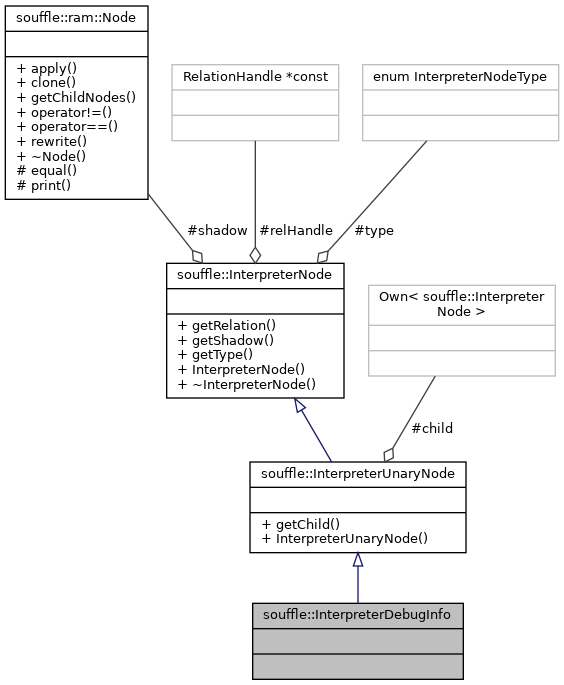 souffle::ram::Node
+ apply()
+ clone()
+ getChildNodes()
+ operator!=()
+ operator==()
+ rewrite()
+ ~Node()
# equal()
# print()
RelationHandle *const
enum InterpreterNodeType
#shadow
#relHandle
#type
souffle::InterpreterNode
+ getRelation()
+ getShadow()
+ getType()
+ InterpreterNode()
+ ~InterpreterNode()
Own< souffle::Interpreter
Node >
#child
souffle::InterpreterUnaryNode
+ getChild()
+ InterpreterUnaryNode()
souffle::InterpreterDebugInfo